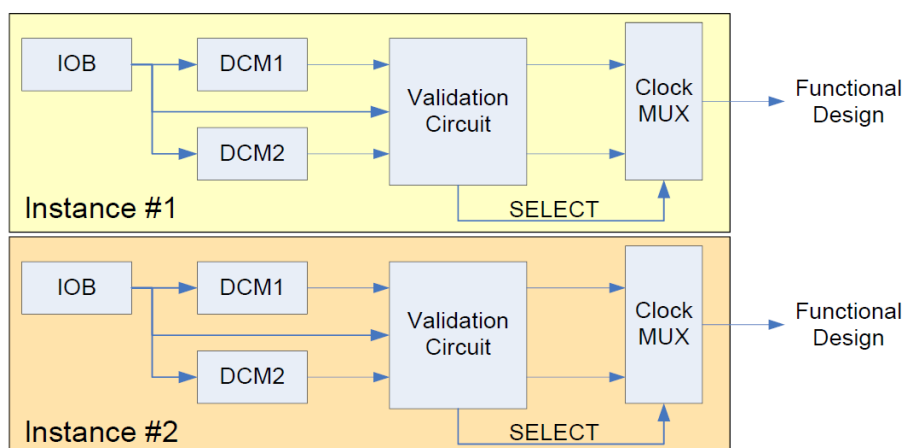 IOB
DCM1
DCM2
Validation
Circuit
Clock
MUX
SELECT
Instance #1
Functional
Design
IOB
DCM1
DCM2
Validation
Circuit
Clock
MUX
SELECT
Instance #2
Functional
Design